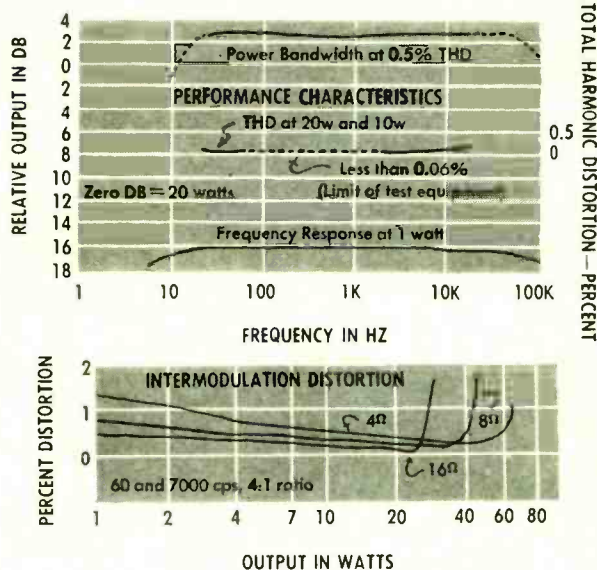 RELATIVE OUTPUT IN DB
4
2
0
2
4
6
8
10
12
14
16
18
Power Bandwidth at 0.5% THD
PERFORMANCE CHARACTERISTICS
THD at 20w and 10w
Less than 0.06%
Zero DB = 20 watts
(Limit of test
Frequency Response at 1 watt
0.5
0
TOTAL HARMONIC DISTORTION—PERCENT
1 10 100 1K 10K 100K
FREQUENCY IN HZ
PERCENT DISTORTION
2
1
0
INTERMODULATION DISTORTION
4Ω
8Ω
16Ω
60 and 7000 cps, 4:1 ratio
1 2 4 7 10 20 40 60 80
OUTPUT IN WATTS